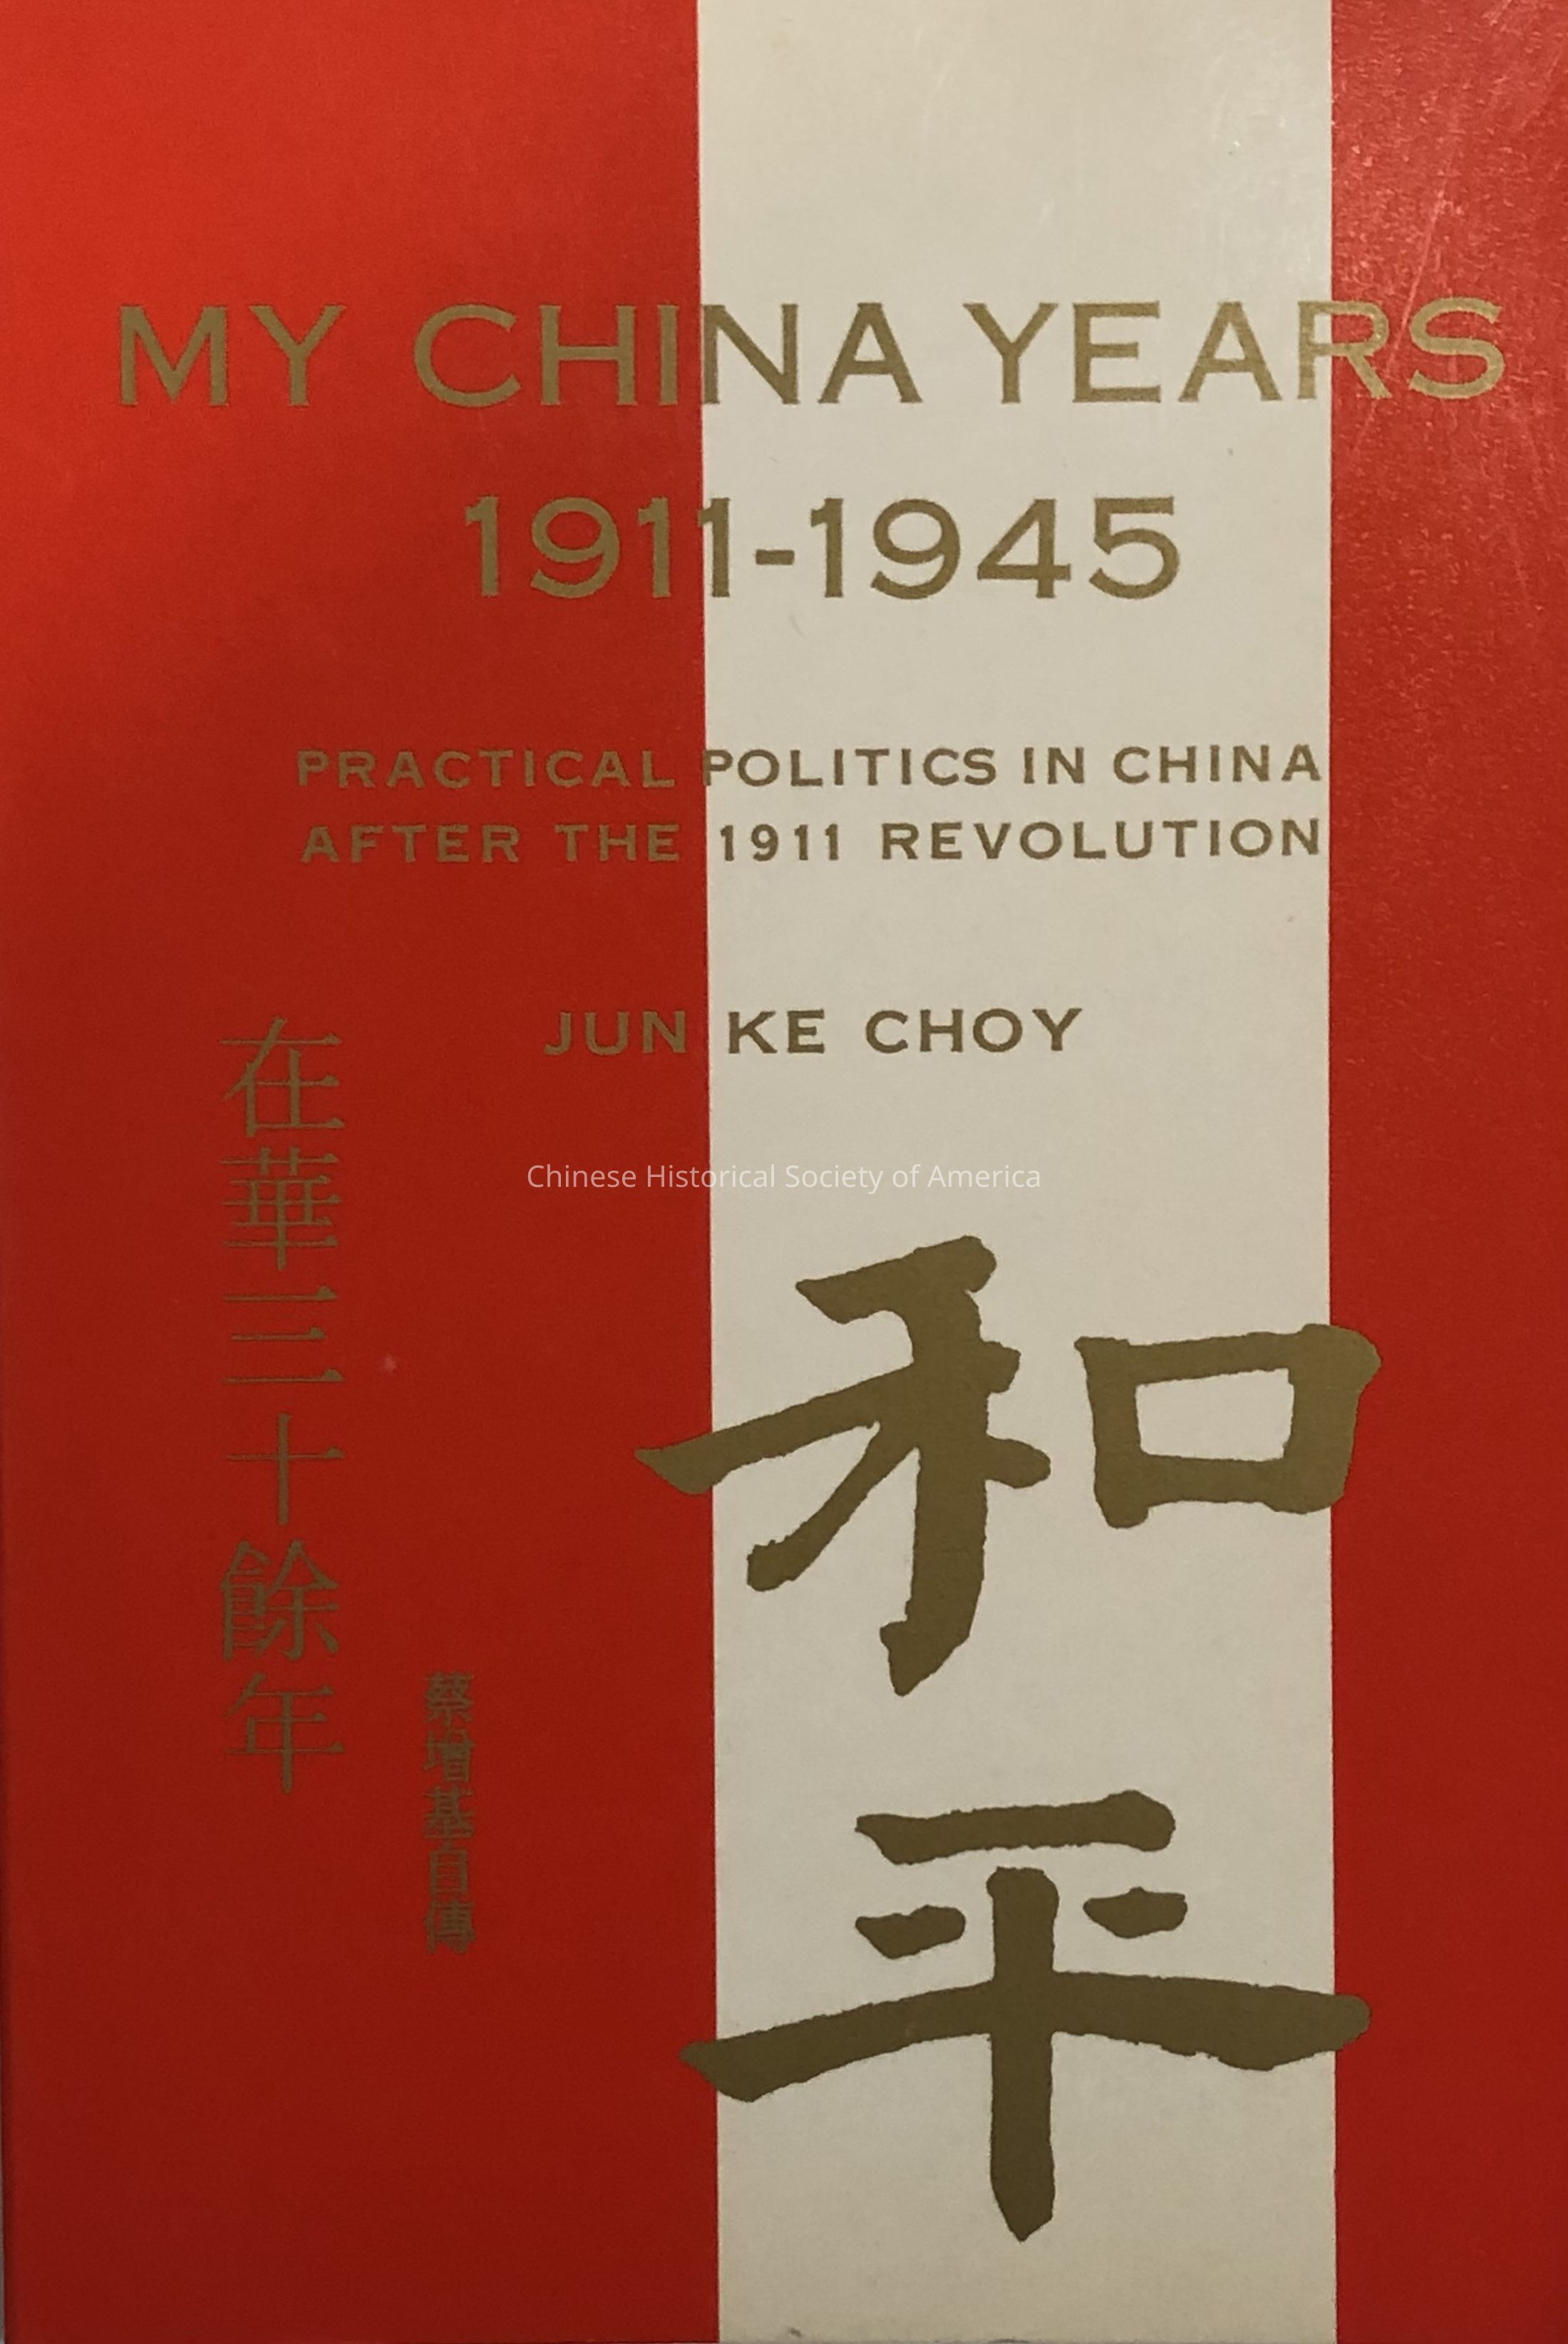 MY CHINA YEARS
1911-1945
PRACTICAL POLITICS IN CHINA
AFTER THE 1911 REVOLUTION
JUN KE CHOY
在華三十餘年
蔡增基自傳
Chinese Historical Society of America
和平